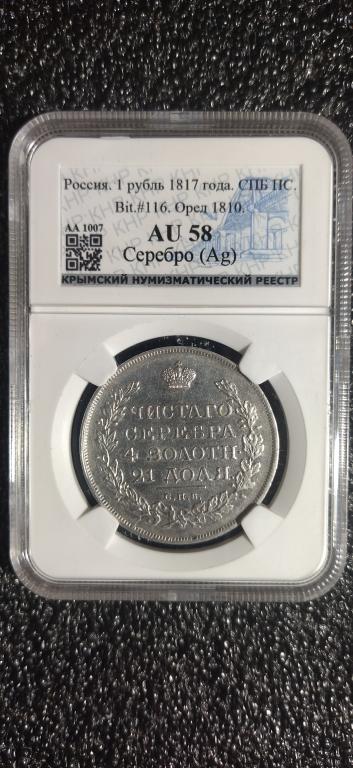 Россия. 1 рубль 1817 года. СПБ ПС.
Bit.#116. Орел 1810.
АА 1007
AU 58
Серебро (Ag)
КРЫМСКИЙ НУМИЗМАТИЧЕСКИЙ РЕЕСТР
ЧИСТАГО
СЕРЕБРА
4 ЗОЛОТН
21 ДОЛЯ
С.П.Б.